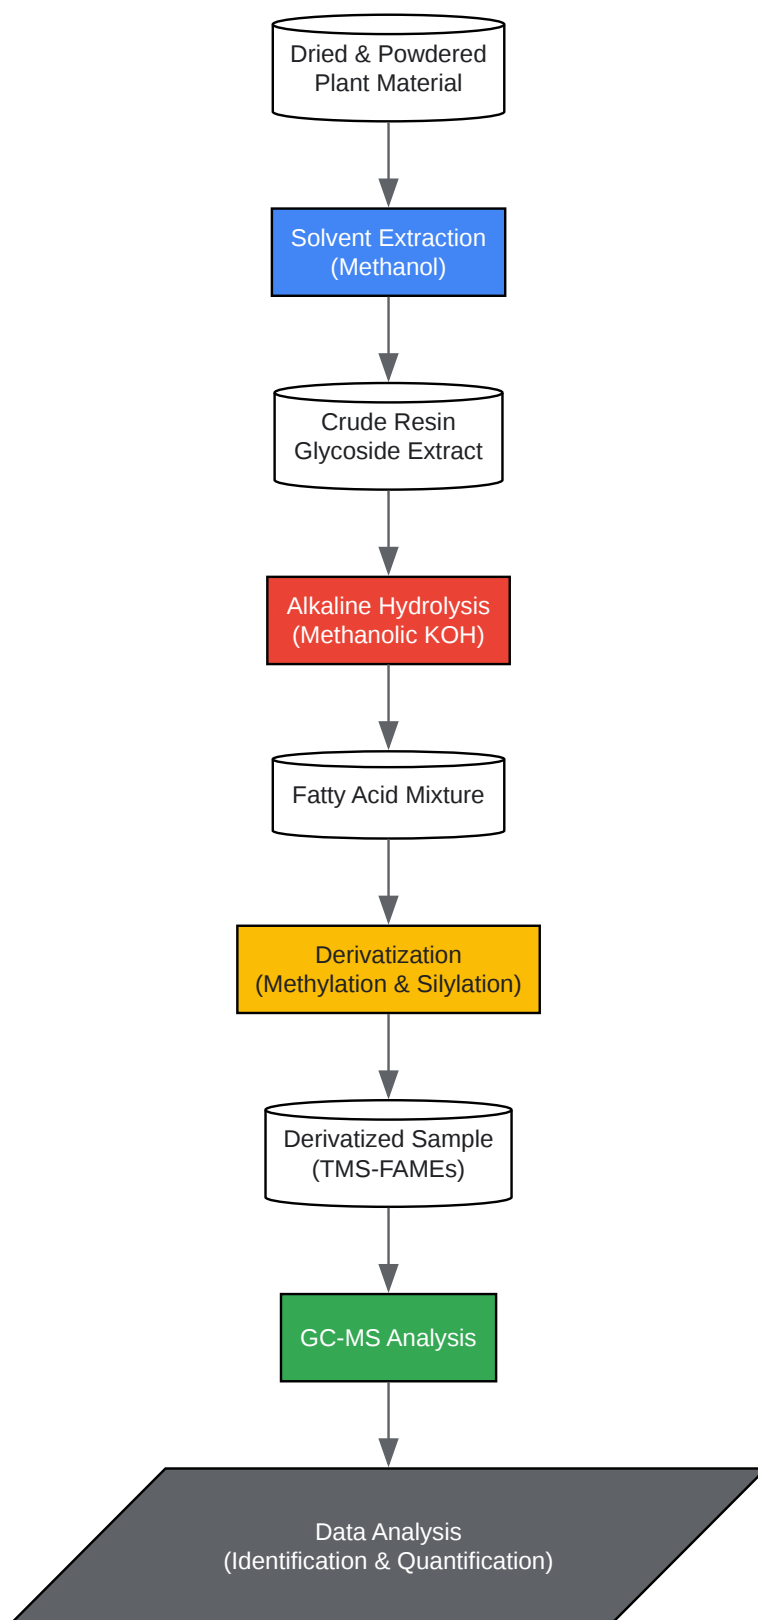 Dried & Powdered
Plant Material
Solvent Extraction
(Methanol)
Crude Resin
Glycoside Extract
Alkaline Hydrolysis
(Methanolic KOH)
Fatty Acid Mixture
Derivatization
(Methylation & Silylation)
Derivatized Sample
(TMS-FAMEs)
GC-MS Analysis
Data Analysis
(Identification & Quantification)